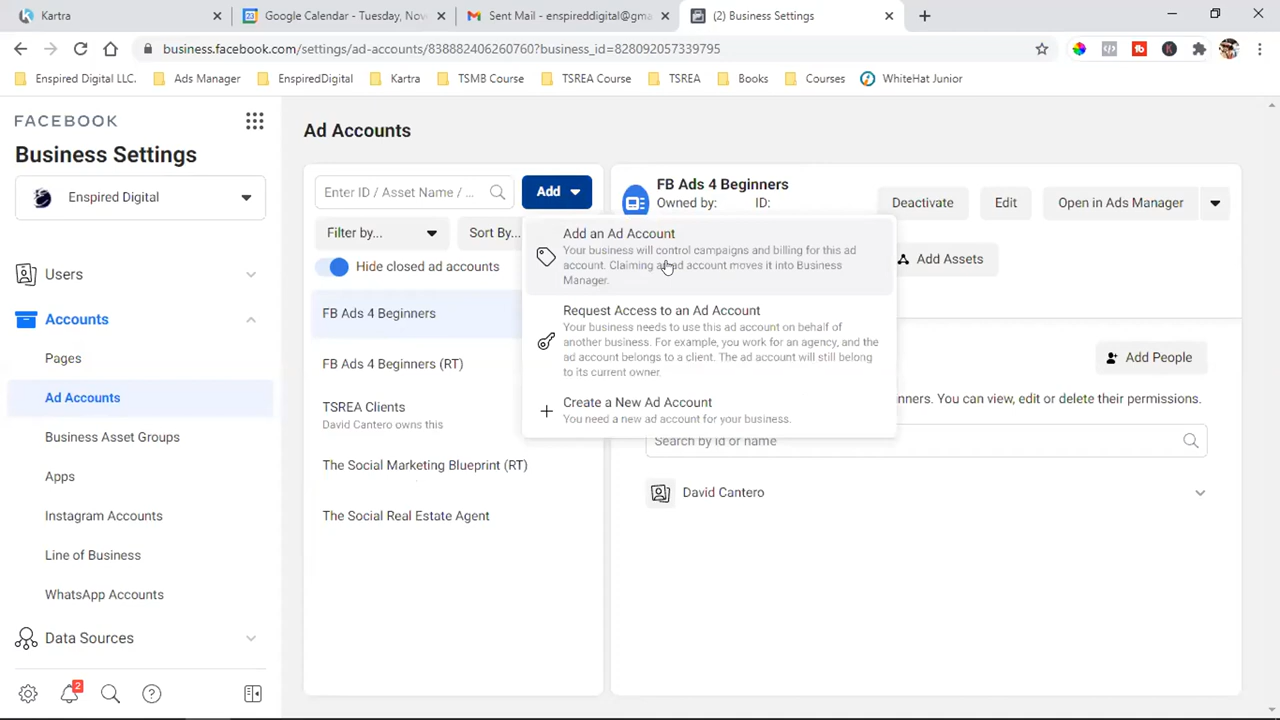 Kartra
Google Calendar - Tuesday, Nov
Sent Mail - enspireddigital@gma
(2) Business Settings
business.facebook.com/settings/ad-accounts/838882406260760?business_id=828092057339795
Enspired Digital LLC.
Ads Manager
EnspiredDigital
Kartra
TSMB Course
TSREA Course
TSREA
Books
Courses
WhiteHat Junior
FACEBOOK
Business Settings
Enspired Digital
Users
Accounts
Pages
Ad Accounts
Business Asset Groups
Apps
Instagram Accounts
Line of Business
WhatsApp Accounts
Data Sources
2
Ad Accounts
Enter ID / Asset Name / ...
Add
Filter by...
Sort By...
Hide closed ad accounts
FB Ads 4 Beginners
FB Ads 4 Beginners (RT)
TSREA Clients
David Cantero owns this
The Social Marketing Blueprint (RT)
The Social Real Estate Agent
Add an Ad Account
Your business will control campaigns and billing for this ad
account. Claiming an ad account moves it into Business
Manager.
Request Access to an Ad Account
Your business needs to use this ad account on behalf of
another business. For example, you work for an agency, and the
ad account belongs to a client. The ad account will still belong
to its current owner.
Create a New Ad Account
You need a new ad account for your business.
FB Ads 4 Beginners
Owned by: ID:
Deactivate
Edit
Open in Ads Manager
Add Assets
Add People
nners. You can view, edit or delete their permissions.
Search by id or name
David Cantero